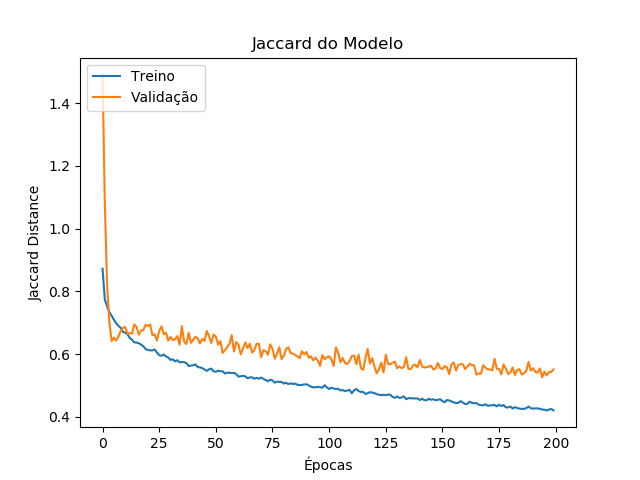 Jaccard do Modelo
Treino
Validação
Jaccard Distance
1.4
1.2
1.0
0.8
0.6
0.4
0 25 50 75 100 125 150 175 200
Épocas